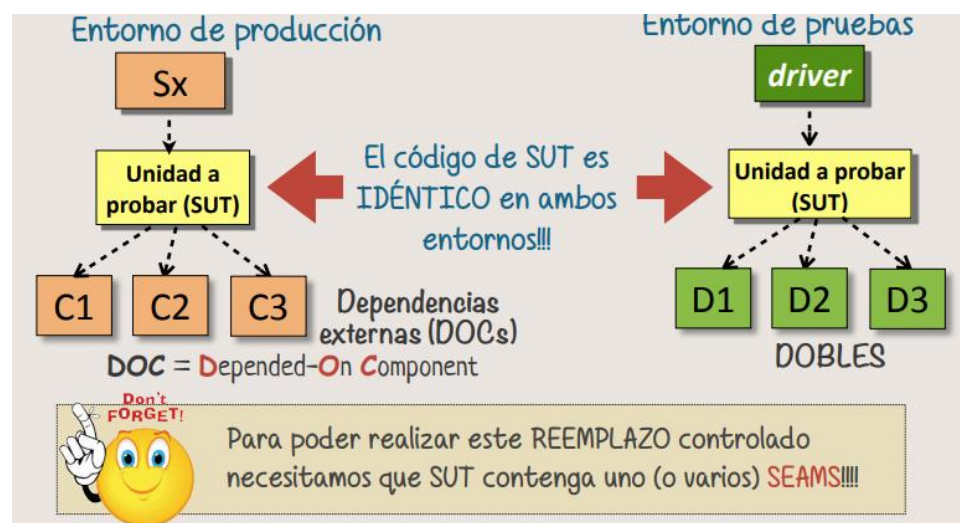 Entorno de producción
Sx
Unidad a
probar (SUT)
C1
C2
C3
Dependencias
externas (DOCs)
DOC = Depended-On Component
El código de SUT es
IDÉNTICO en ambos
entornos!!!
Entorno de pruebas
driver
Unidad a probar
(SUT)
D1
D2
D3
DOBLES
Don't
FORGET!
Para poder realizar este REEMPLAZO controlado
necesitamos que SUT contenga uno (o varios) SEAMS!!!!